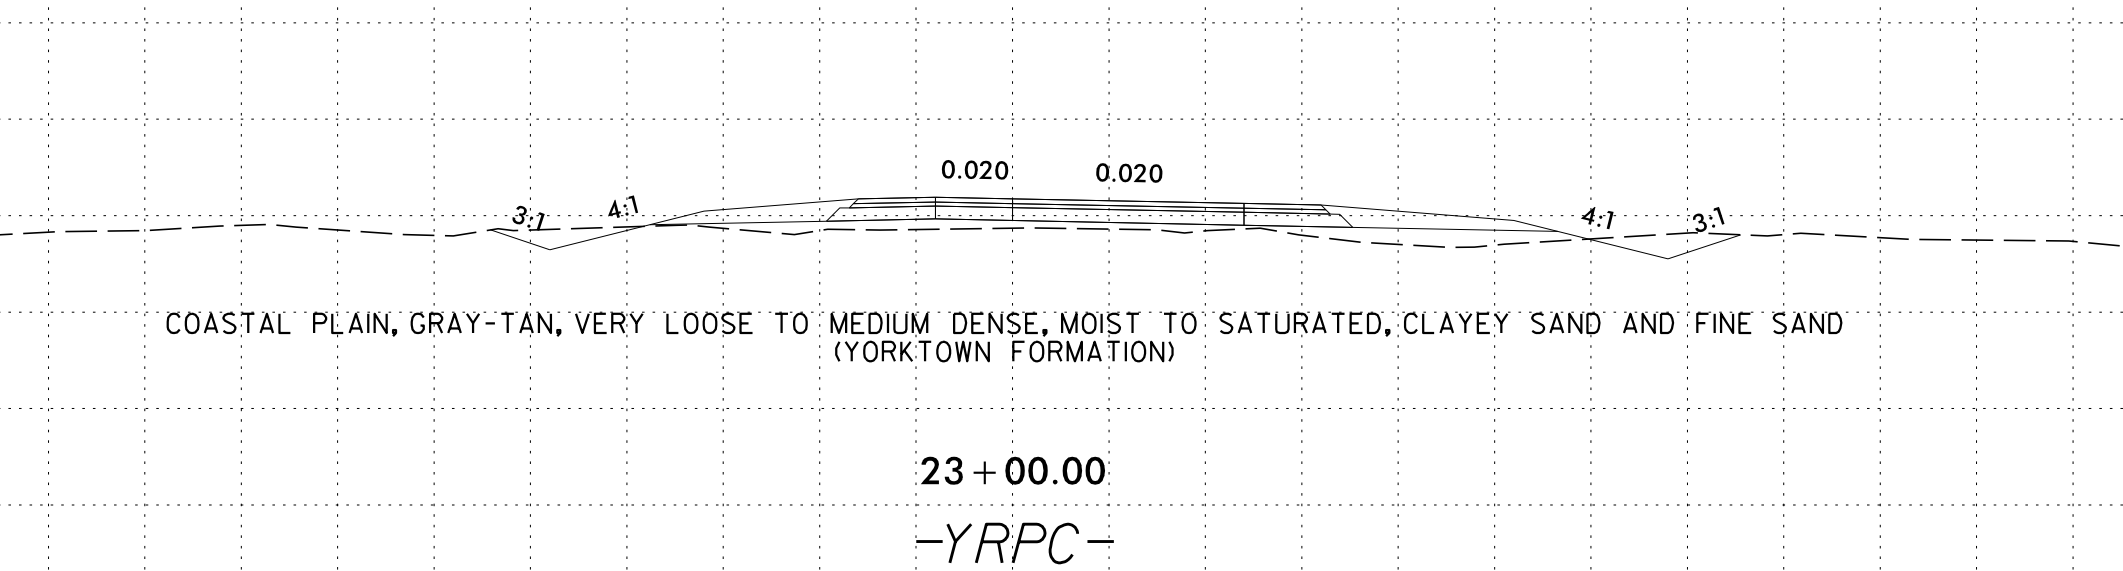 0.020 0.020
3:1 4:1 4:1 3:1
COASTAL PLAIN, GRAY-TAN, VERY LOOSE TO MEDIUM DENSE, MOIST TO SATURATED, CLAYEY SAND AND FINE SAND
(YORKTOWN FORMATION)
23+00.00
-YRPC-